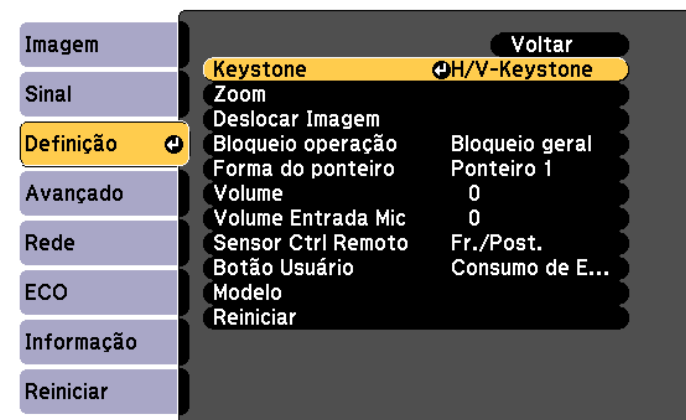 Imagem
Sinal
Definição
Avançado
Rede
ECO
Informação
Reiniciar
Voltar
Keystone H/V-Keystone
Zoom
Deslocar Imagem
Bloqueio operação Bloqueio geral
Forma do ponteiro Ponteiro 1
Volume 0
Volume Entrada Mic 0
Sensor Ctrl Remoto Fr./Post.
Botão Usuário Consumo de E...
Modelo
Reiniciar